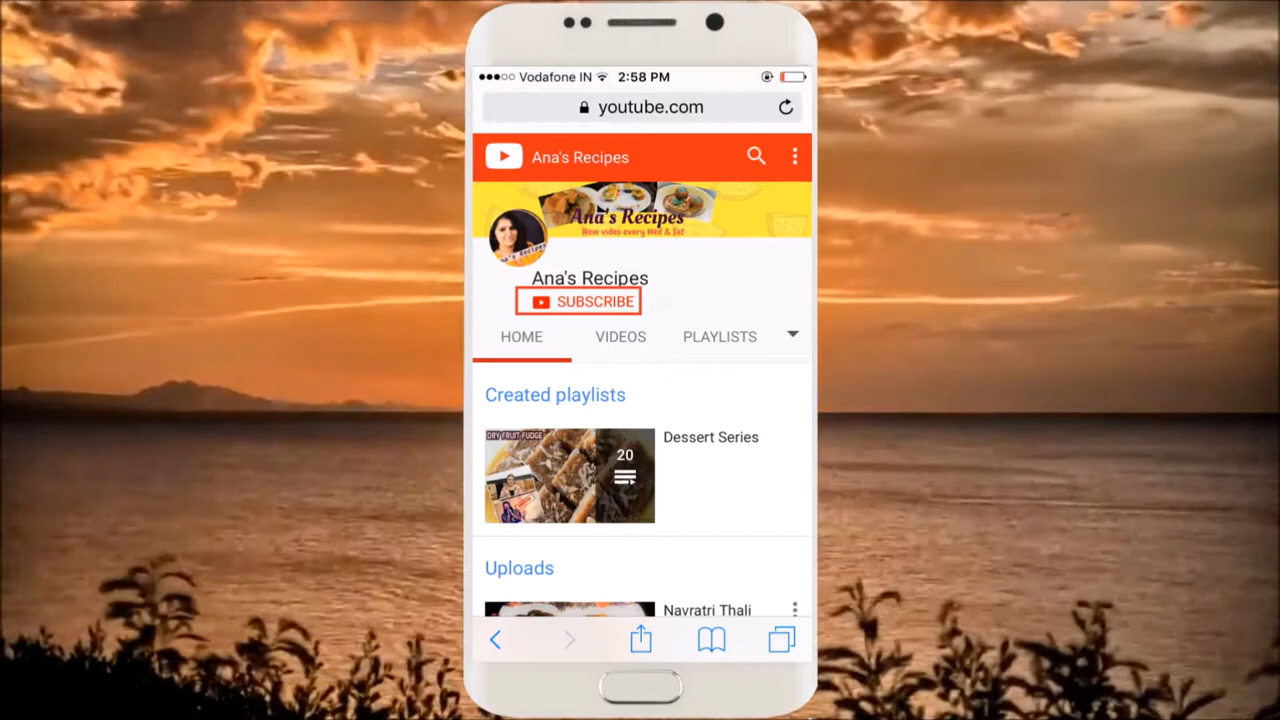 Vodafone IN 2:58 PM
youtube.com
Ana's Recipes
Ana's Recipes
New video every Wed & Sat
Ana's Recipes
SUBSCRIBE
HOME VIDEOS PLAYLISTS
Created playlists
DRY FRUIT FUDGE
20
Dessert Series
Uploads
Navratri Thali